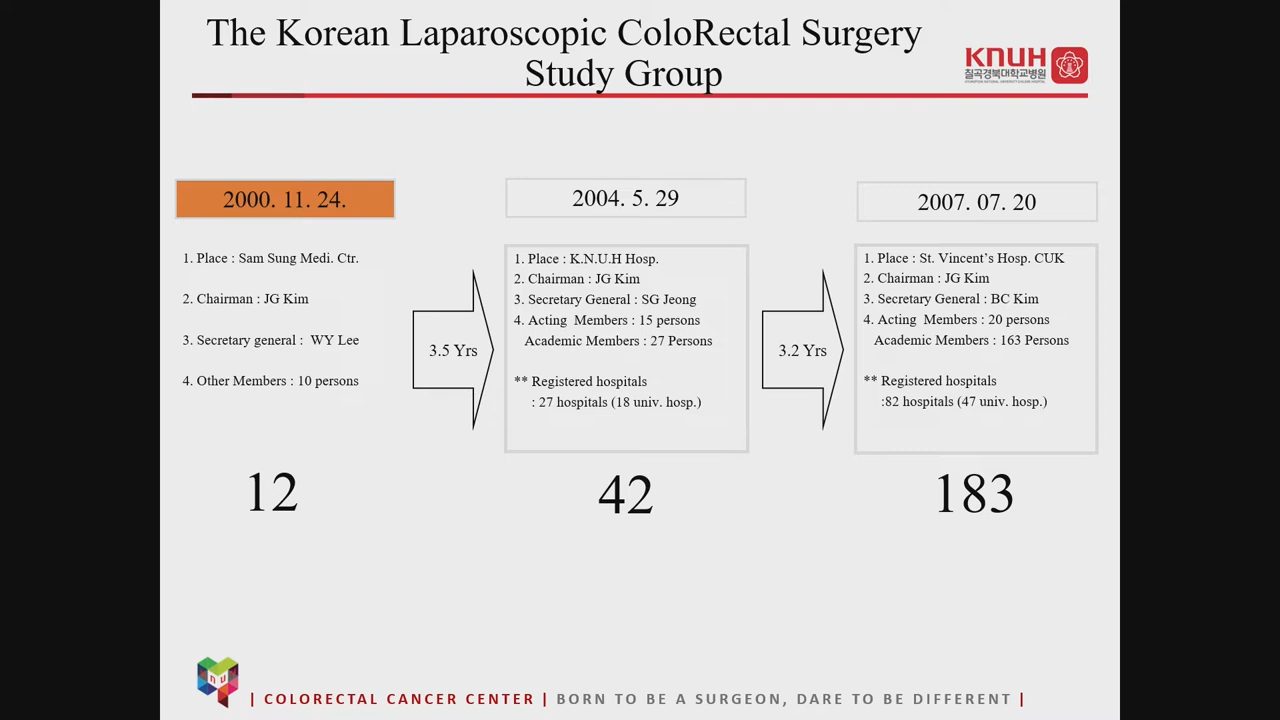 The Korean Laparoscopic ColoRectal Surgery
Study Group
KNUH
칠곡경북대학교병원
2000. 11. 24.
1. Place : Sam Sung Medi. Ctr.
2. Chairman : JG Kim
3. Secretary general : WY Lee
4. Other Members : 10 persons
12
3.5 Yrs
2004. 5. 29
1. Place : K.N.U.H Hosp.
2. Chairman : JG Kim
3. Secretary General : SG Jeong
4. Acting Members : 15 persons
Academic Members : 27 Persons
** Registered hospitals
: 27 hospitals (18 univ. hosp.)
42
3.2 Yrs
2007. 07. 20
1. Place : St. Vincent’s Hosp. CUK
2. Chairman : JG Kim
3. Secretary General : BC Kim
4. Acting Members : 20 persons
Academic Members : 163 Persons
** Registered hospitals
:82 hospitals (47 univ. hosp.)
183
| COLORECTAL CANCER CENTER | BORN TO BE A SURGEON, DARE TO BE DIFFERENT |